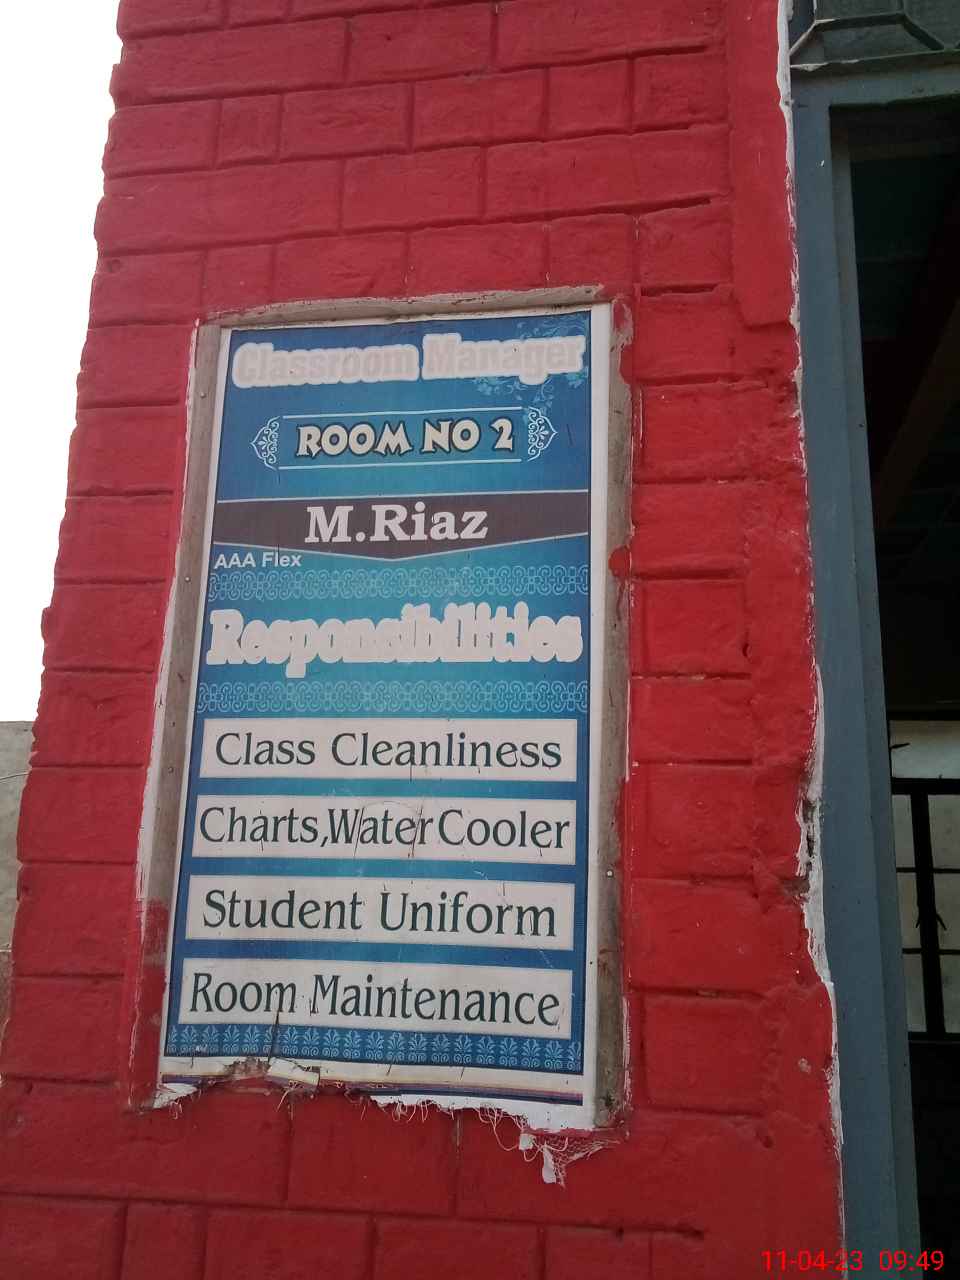 Classroom Manager
ROOM NO 2
M.Riaz
AAA Flex
Responsibilities
Class Cleanliness
Charts,Water Cooler
Student Uniform
Room Maintenance
11-04-23 09:49